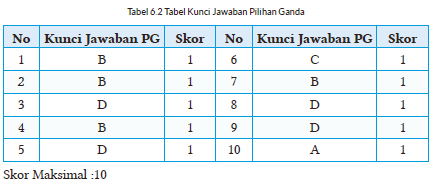 Tabel 6.2 Tabel Kunci Jawaban Pilihan Ganda
No Kunci Jawaban PG Skor No Kunci Jawaban PG Skor
1 B 1 6 C 1
2 B 1 7 B 1
3 D 1 8 D 1
4 B 1 9 D 1
5 D 1 10 A 1
Skor Maksimal :10